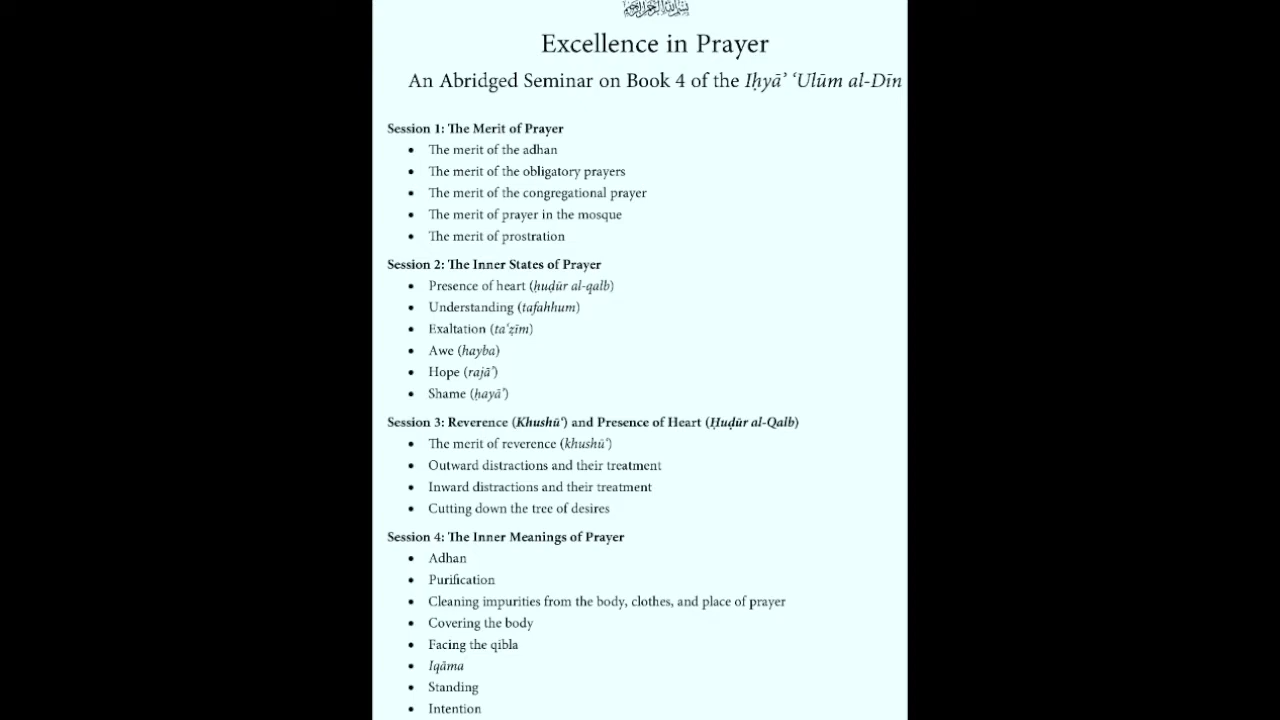 بسم الله الرحمن الرحيم
Excellence in Prayer
An Abridged Seminar on Book 4 of the Iḥyā’ ‘Ulūm al-Dīn
Session 1: The Merit of Prayer
• The merit of the adhan
• The merit of the obligatory prayers
• The merit of the congregational prayer
• The merit of prayer in the mosque
• The merit of prostration
Session 2: The Inner States of Prayer
• Presence of heart (ḥuḍūr al-qalb)
• Understanding (tafahhum)
• Exaltation (ta‘ẓīm)
• Awe (hayba)
• Hope (rajā’)
• Shame (ḥayā’)
Session 3: Reverence (Khushū‘) and Presence of Heart (Ḥuḍūr al-Qalb)
• The merit of reverence (khushū‘)
• Outward distractions and their treatment
• Inward distractions and their treatment
• Cutting down the tree of desires
Session 4: The Inner Meanings of Prayer
• Adhan
• Purification
• Cleaning impurities from the body, clothes, and place of prayer
• Covering the body
• Facing the qibla
• Iqāma
• Standing
• Intention